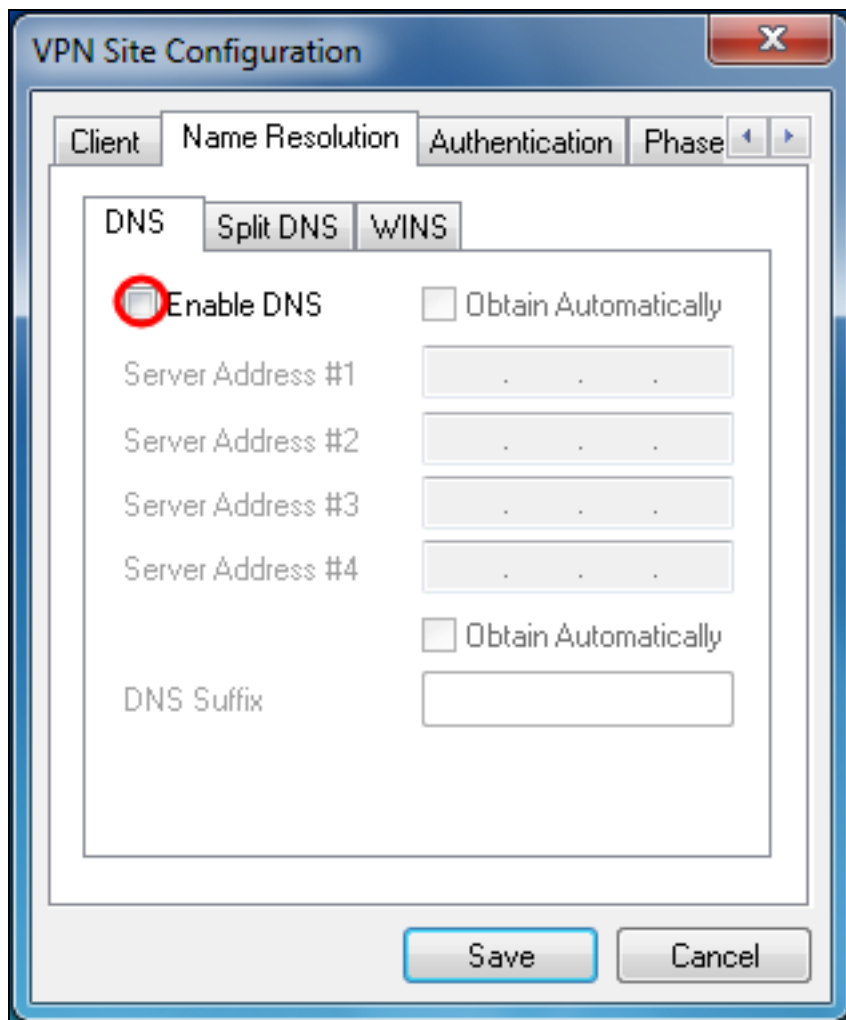 VPN Site Configuration
Client Name Resolution Authentication Phase
DNS Split DNS WINS
Enable DNS Obtain Automatically
Server Address #1 . . .
Server Address #2 . . .
Server Address #3 . . .
Server Address #4 . . .
Obtain Automatically
DNS Suffix
Save Cancel